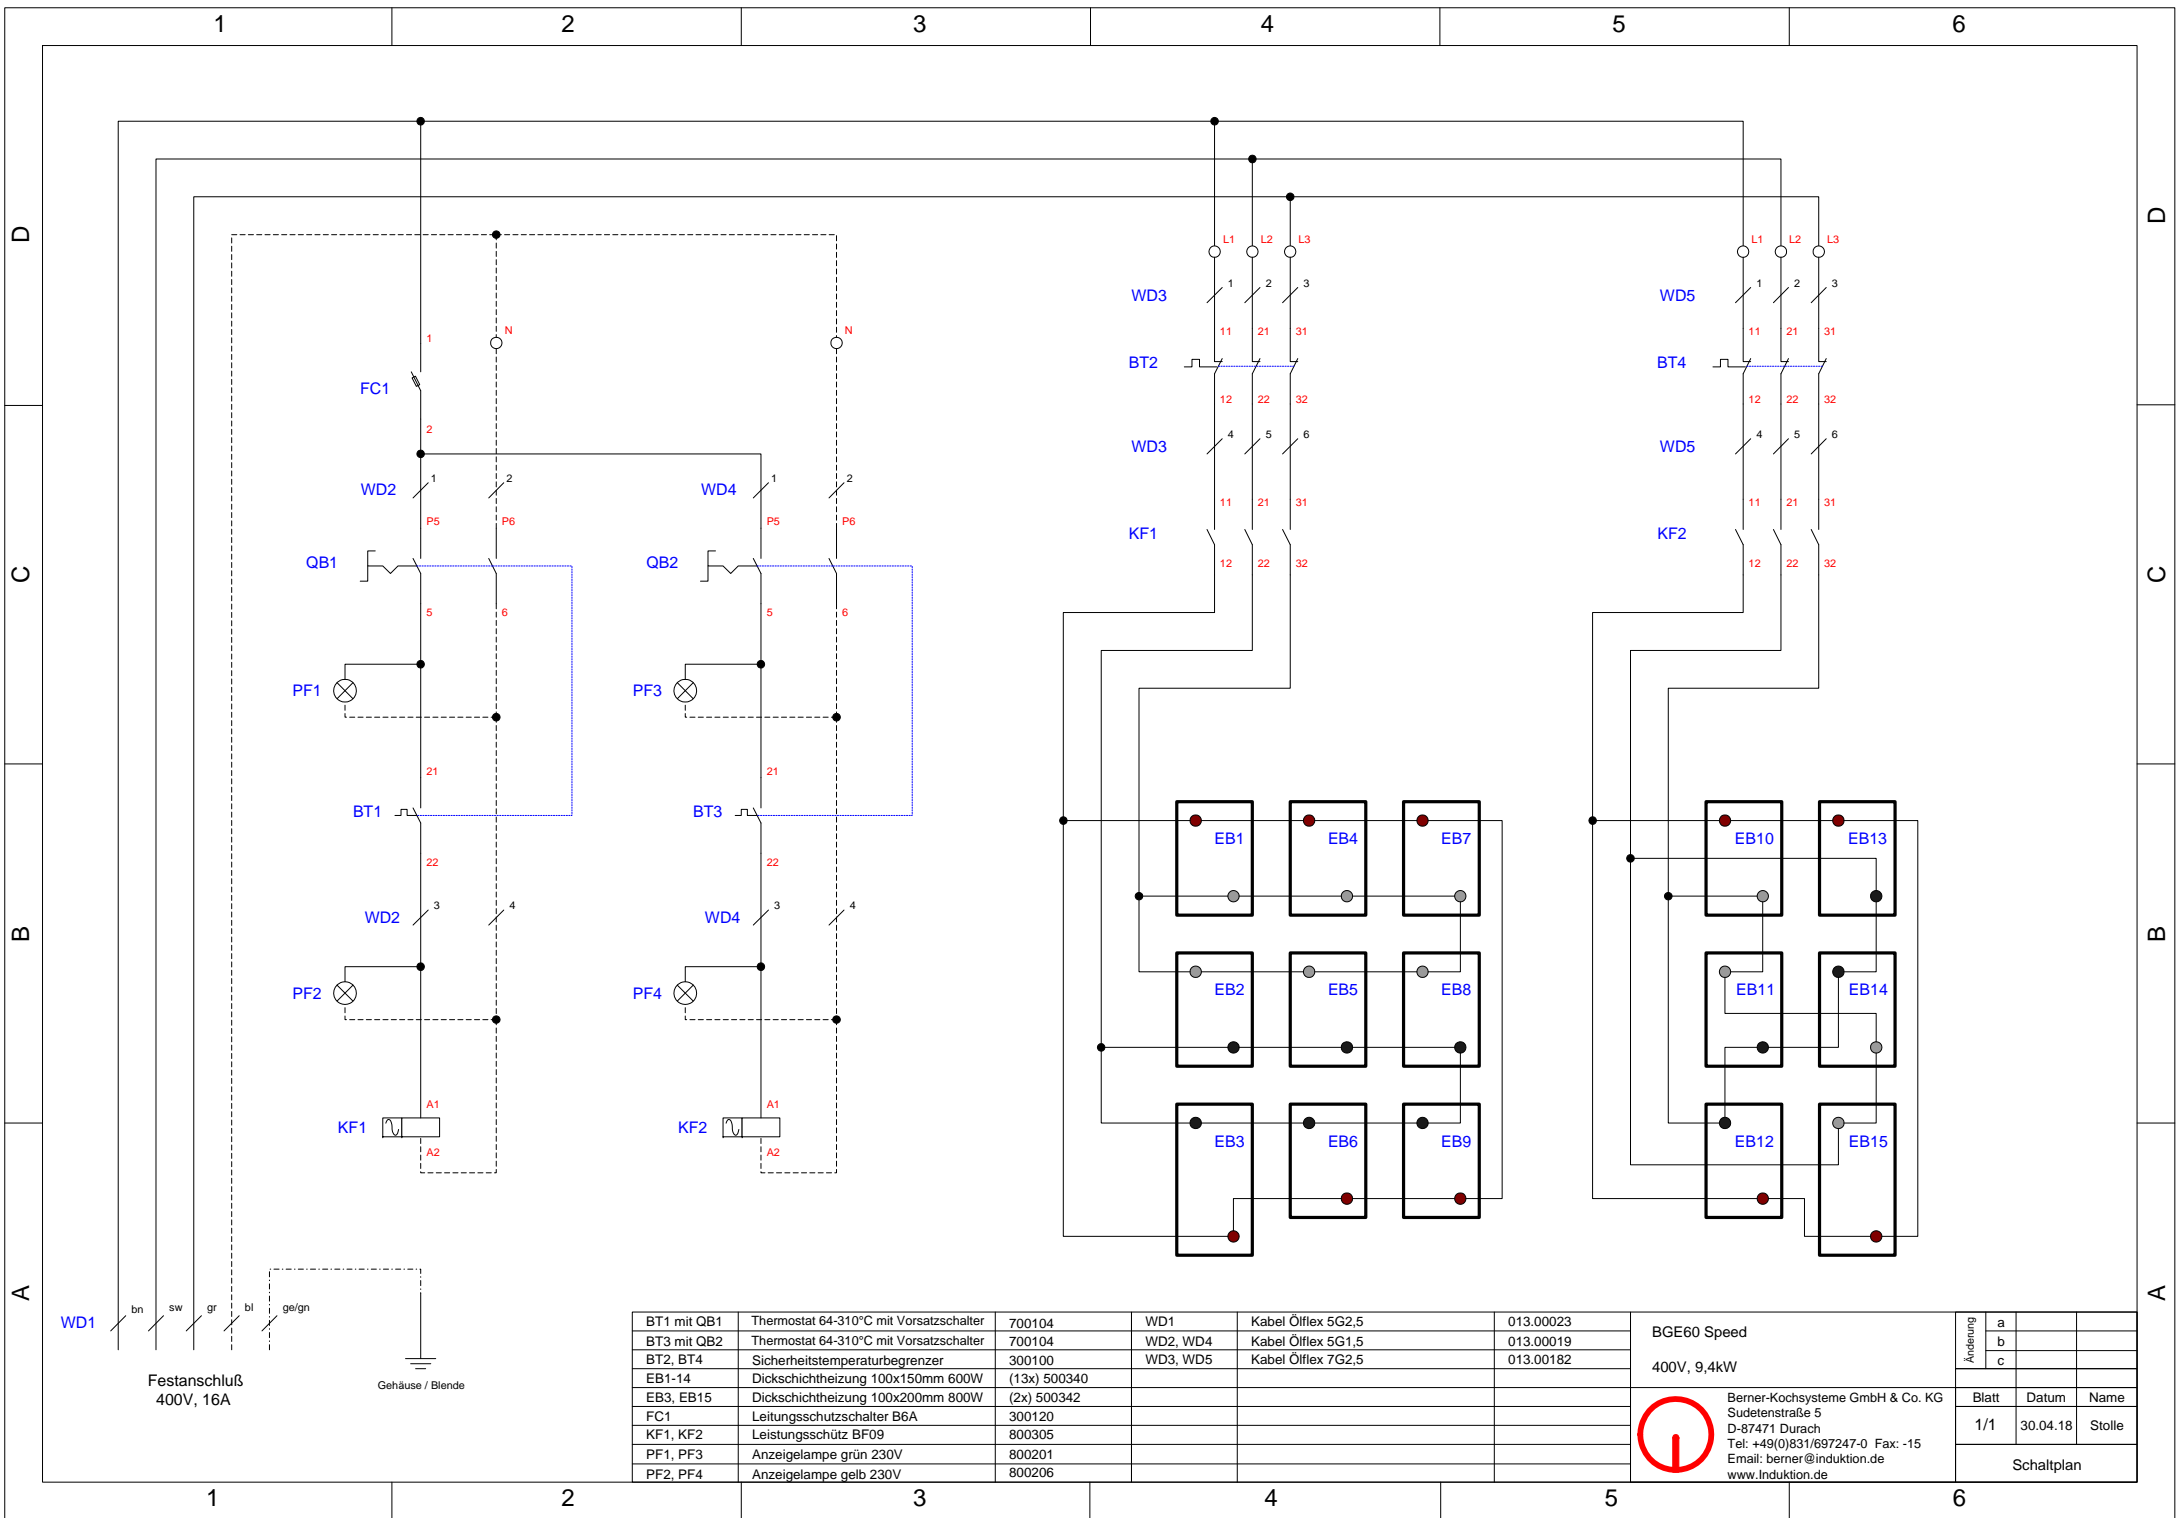 1 2 3 4 5 6
D D
L1 L2 L3 L1 L2 L3
WD3 1 2 3 WD5 1 2 3
1 N N 11 21 31 11 21 31
FC1 BT2 BT4
12 22 32 12 22 32
2 WD3 4 5 6 WD5 4 5 6
WD2 1 2 WD4 1 2
11 21 31 11 21 31
P5 P6 P5 P6
KF1 KF2
C QB1 QB2 12 22 32 12 22 32 C
5 6 5 6
PF1 PF3
21 21
BT1 BT3
EB1 EB4 EB7 EB10 EB13
22 22
WD2 3 4 WD4 3 4
B B
PF2 PF4 EB2 EB5 EB8 EB11 EB14
A1 A1
KF1 KF2
EB3 EB6 EB9 EB12 EB15
A2 A2
A A
WD1 bn sw gr bl ge/gn
Festanschluß
400V, 16A
Gehäuse / Blende
BT1 mit QB1 Thermostat 64-310°C mit Vorsatzschalter 700104 WD1 Kabel Ölflex 5G2,5 013.00023
BT3 mit QB2 Thermostat 64-310°C mit Vorsatzschalter 700104 WD2, WD4 Kabel Ölflex 5G1,5 013.00019
BT2, BT4 Sicherheitstemperaturbegrenzer 300100 WD3, WD5 Kabel Ölflex 7G2,5 013.00182
EB1-14 Dickschichtheizung 100x150mm 600W (13x) 500340
EB3, EB15 Dickschichtheizung 100x200mm 800W (2x) 500342
FC1 Leitungsschutzschalter B6A 300120
KF1, KF2 Leistungsschütz BF09 800305
PF1, PF3 Anzeigelampe grün 230V 800201
PF2, PF4 Anzeigelampe gelb 230V 800206
BGE60 Speed
400V, 9,4kW
Berner-Kochsysteme GmbH & Co. KG
Sudetenstraße 5
D-87471 Durach
Tel: +49(0)831/697247-0 Fax: -15
Email: berner@induktion.de
www.Induktion.de
Änderung
a
b
c
Blatt Datum Name
1/1 30.04.18 Stolle
Schaltplan
1 2 3 4 5 6